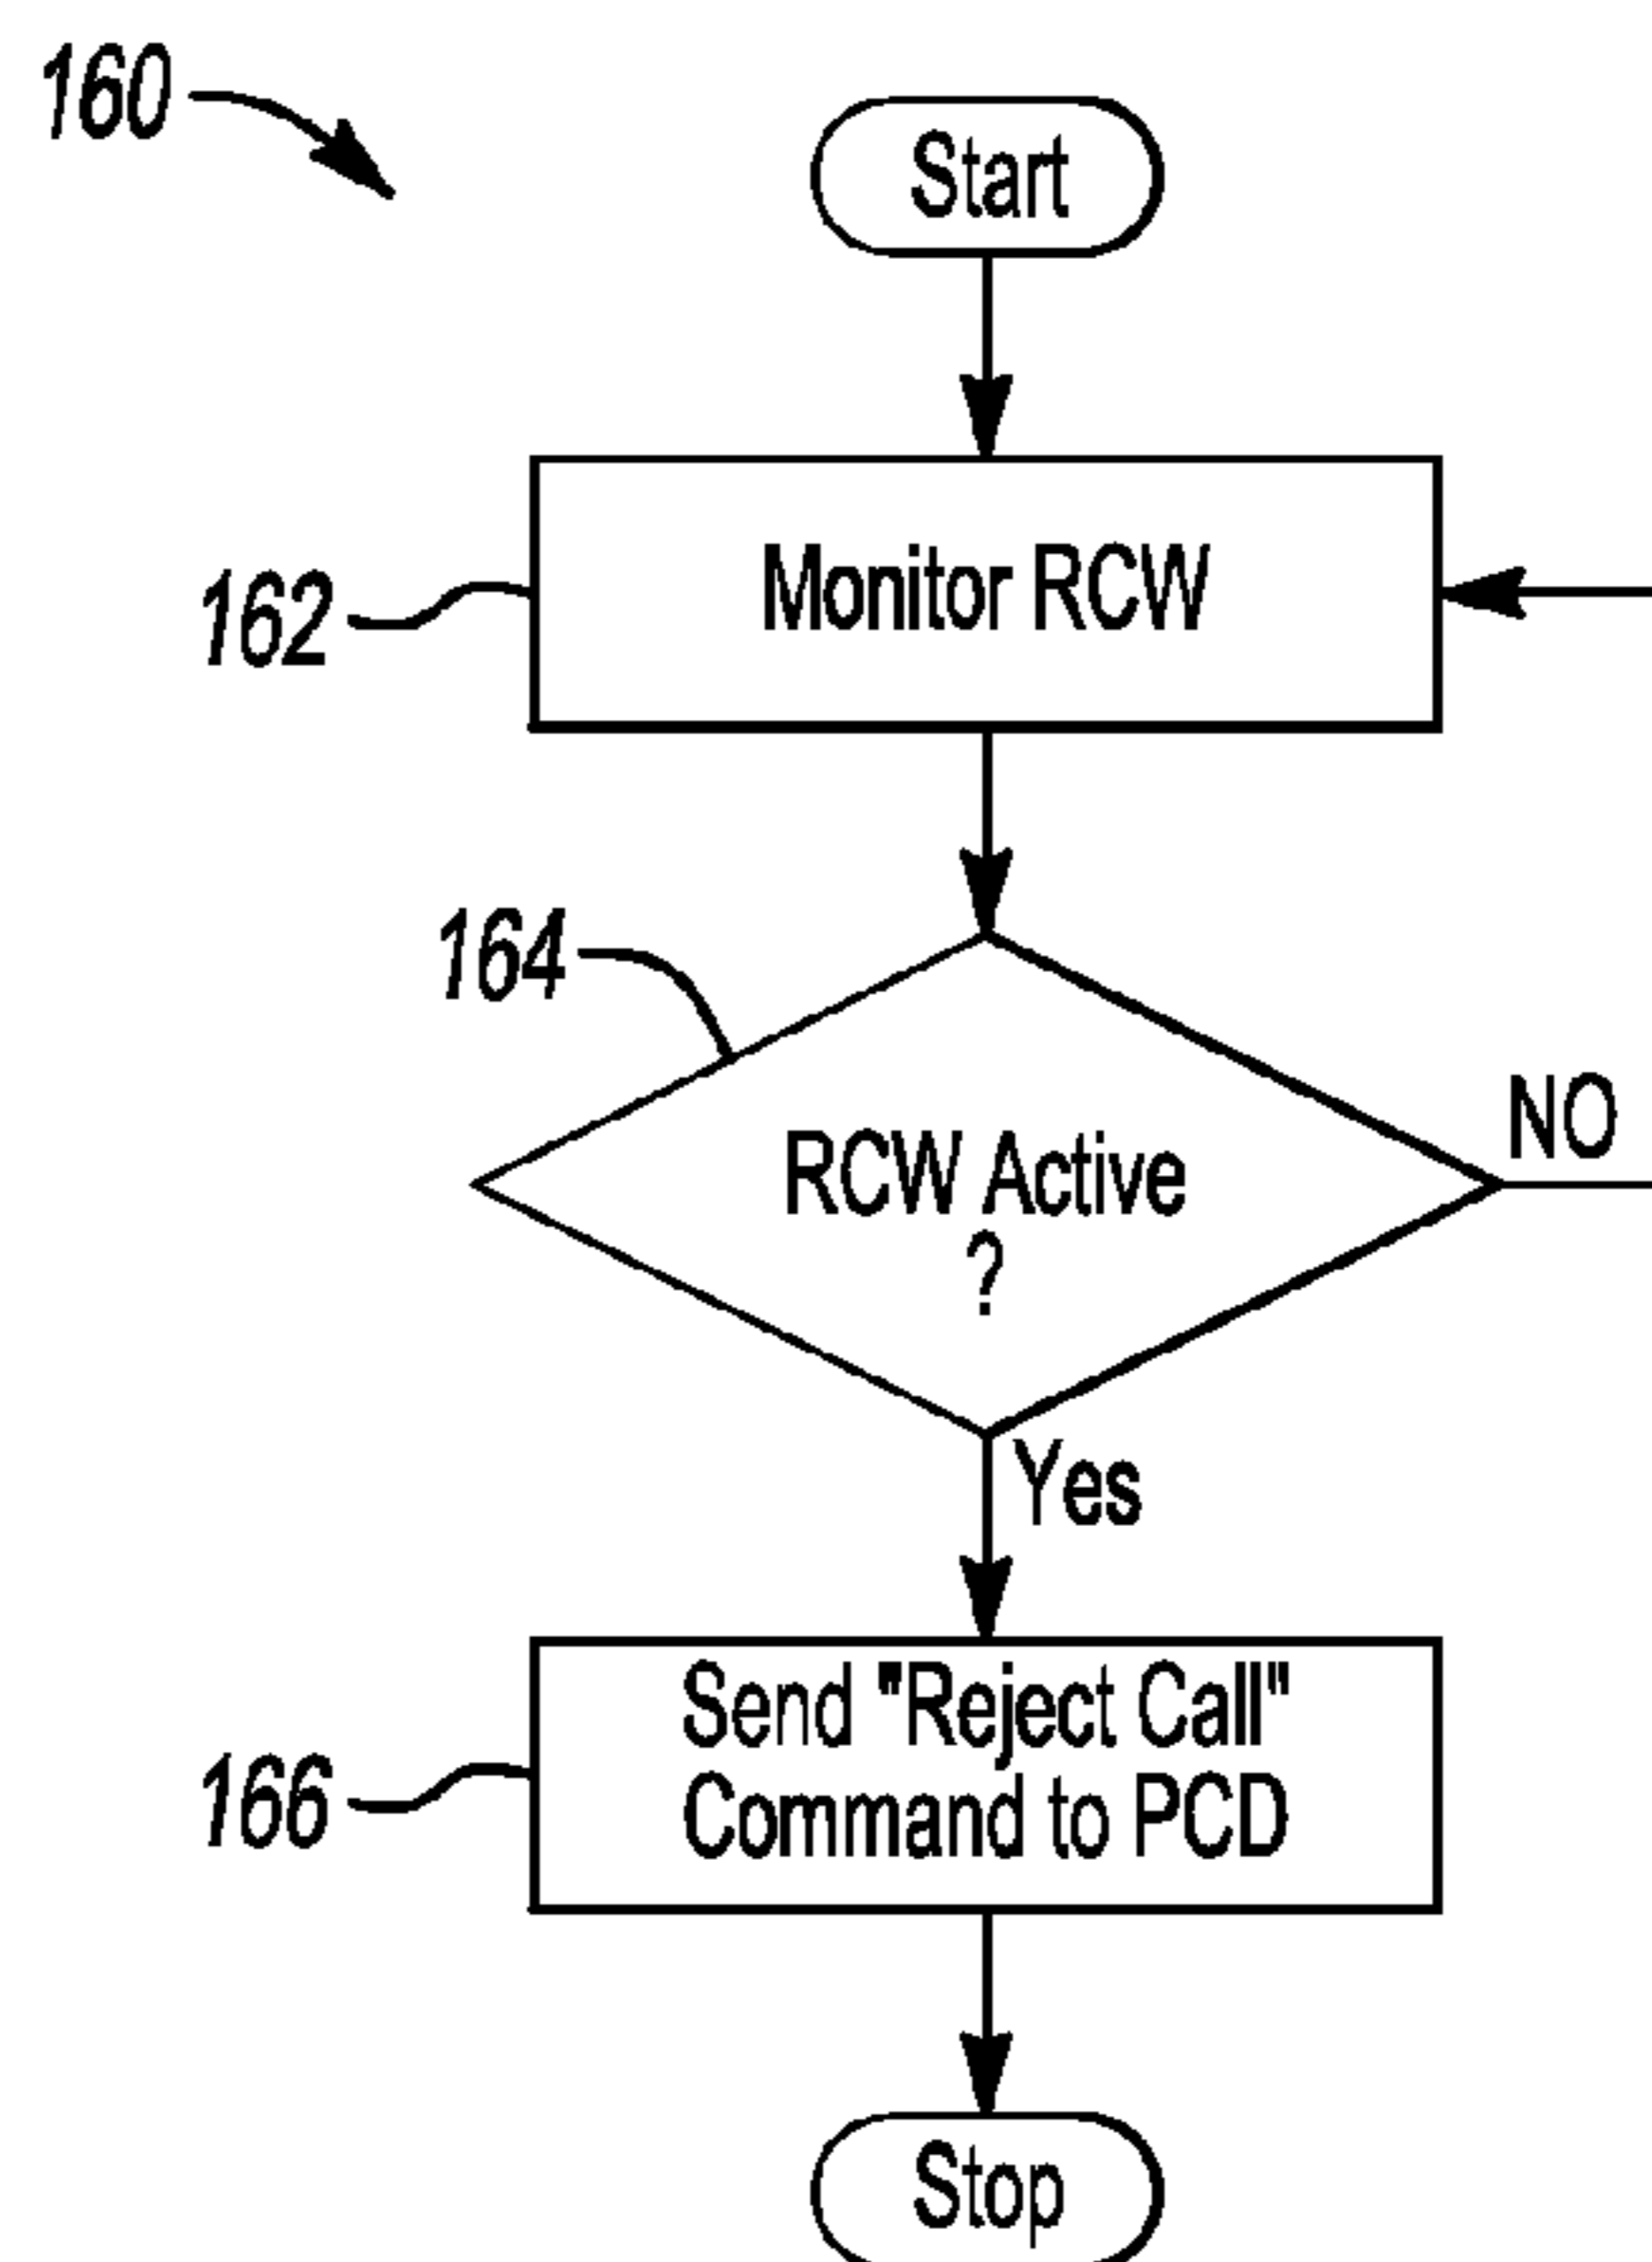 160
Start
Monitor RCW
162
164
RCW Active
?
NO
Yes
Send "Reject Call"
Command to PCD
166
Stop